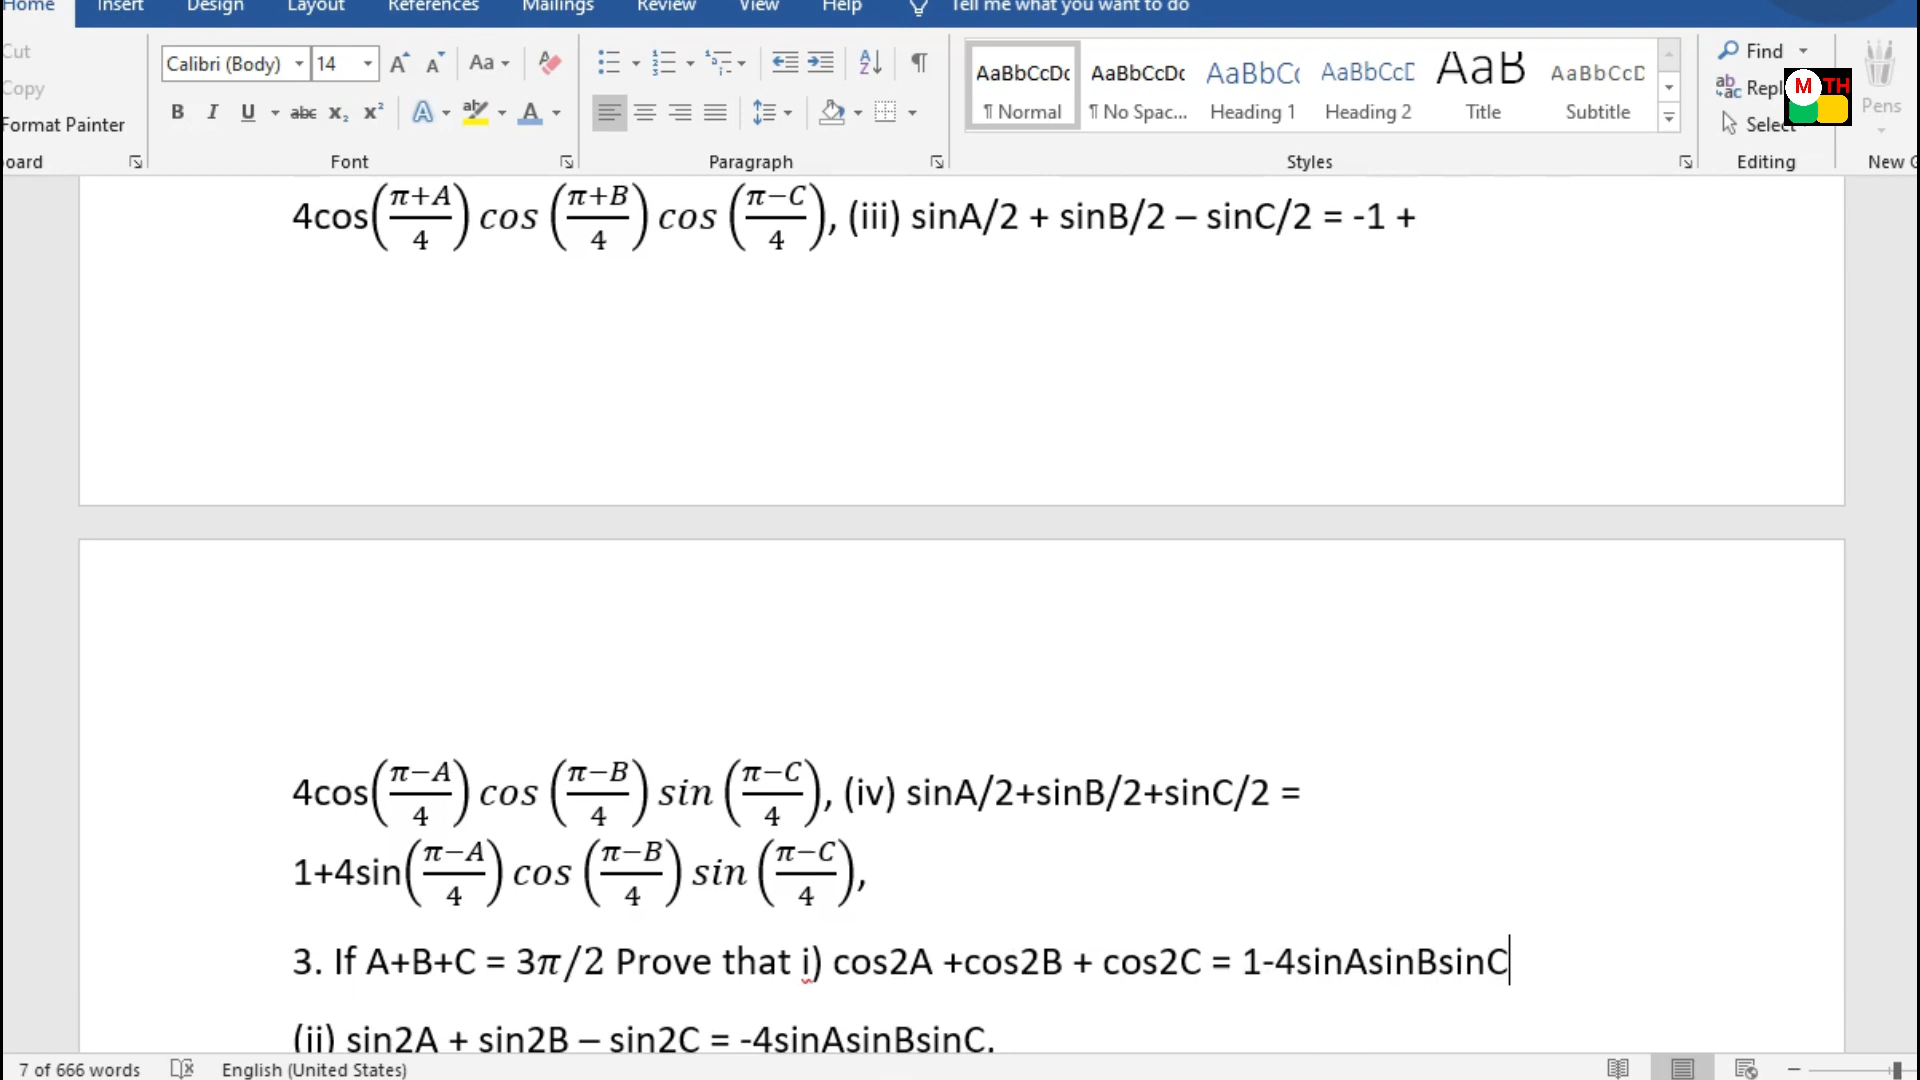 Home Insert Design Layout References Mailings Review View Help Tell me what you want to do
Cut
Copy
Format Painter
Calibri (Body) 14
Find
Select
Pens
AaBbCcDc AaBbCcDc AaBbC AaBbCcD AaB AaBbCcD
¶ Normal ¶ No Spac... Heading 1 Heading 2 Title Subtitle
Font Paragraph Styles Editing New
M TH
4cos((π+A)/4) cos ((π+B)/4) cos ((π−C)/4), (iii) sinA/2 + sinB/2 – sinC/2 = -1 +
4cos((π−A)/4) cos ((π−B)/4) sin ((π−C)/4), (iv) sinA/2+sinB/2+sinC/2 =
1+4sin((π−A)/4) cos ((π−B)/4) sin ((π−C)/4),
3. If A+B+C = 3π/2 Prove that i) cos2A +cos2B + cos2C = 1-4sinAsinBsinC
(ii) sin2A + sin2B – sin2C = -4sinAsinBsinC.
7 of 666 words English (United States)